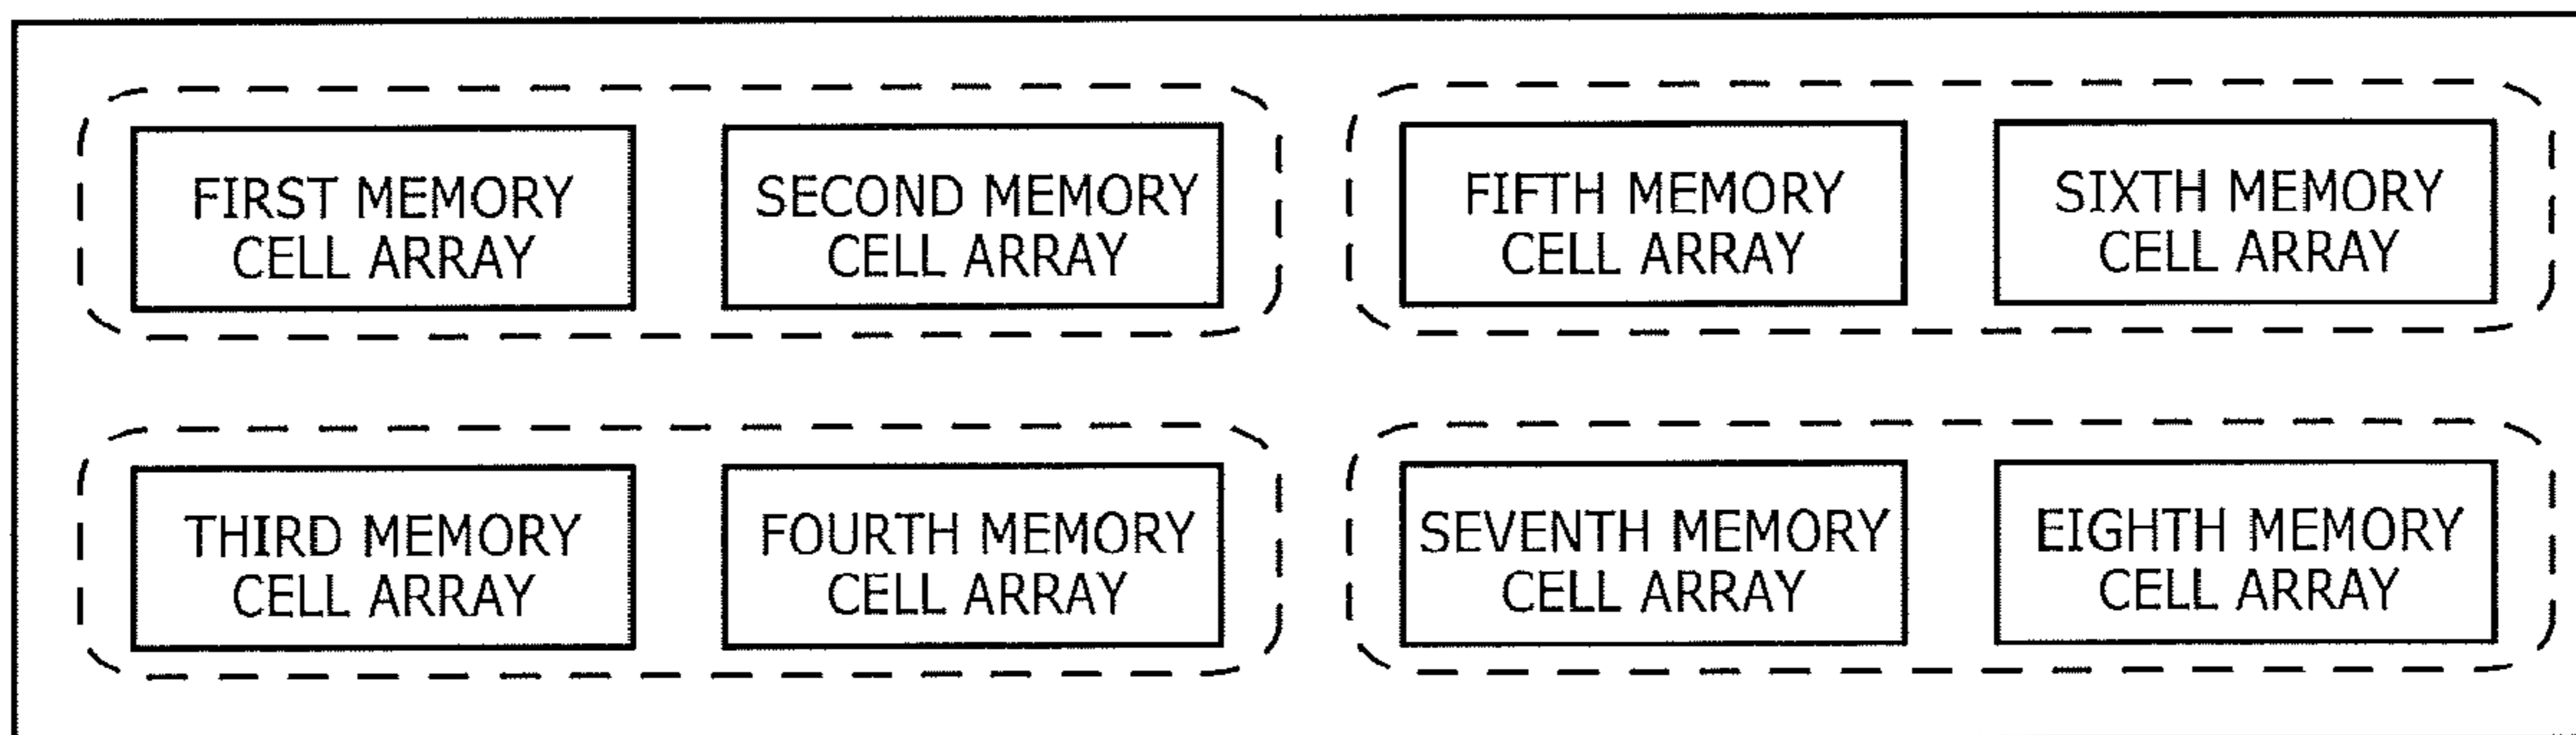 FIRST MEMORY
CELL ARRAY
SECOND MEMORY
CELL ARRAY
FIFTH MEMORY
CELL ARRAY
SIXTH MEMORY
CELL ARRAY
THIRD MEMORY
CELL ARRAY
FOURTH MEMORY
CELL ARRAY
SEVENTH MEMORY
CELL ARRAY
EIGHTH MEMORY
CELL ARRAY